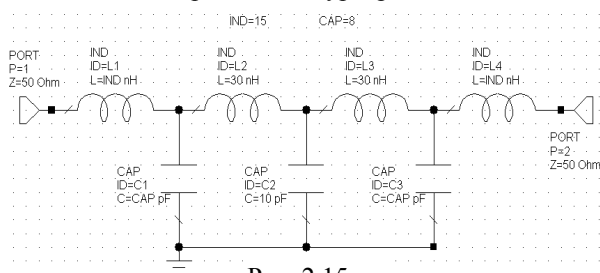 IND=15 CAP=8
PORT
P=1
Z=50 Ohm
IND
ID=L1
L=IND nH
IND
ID=L2
L=30 nH
IND
ID=L3
L=30 nH
IND
ID=L4
L=IND nH
PORT
P=2
Z=50 Ohm
CAP
ID=C1
C=CAP pF
CAP
ID=C2
C=10 pF
CAP
ID=C3
C=CAP pF